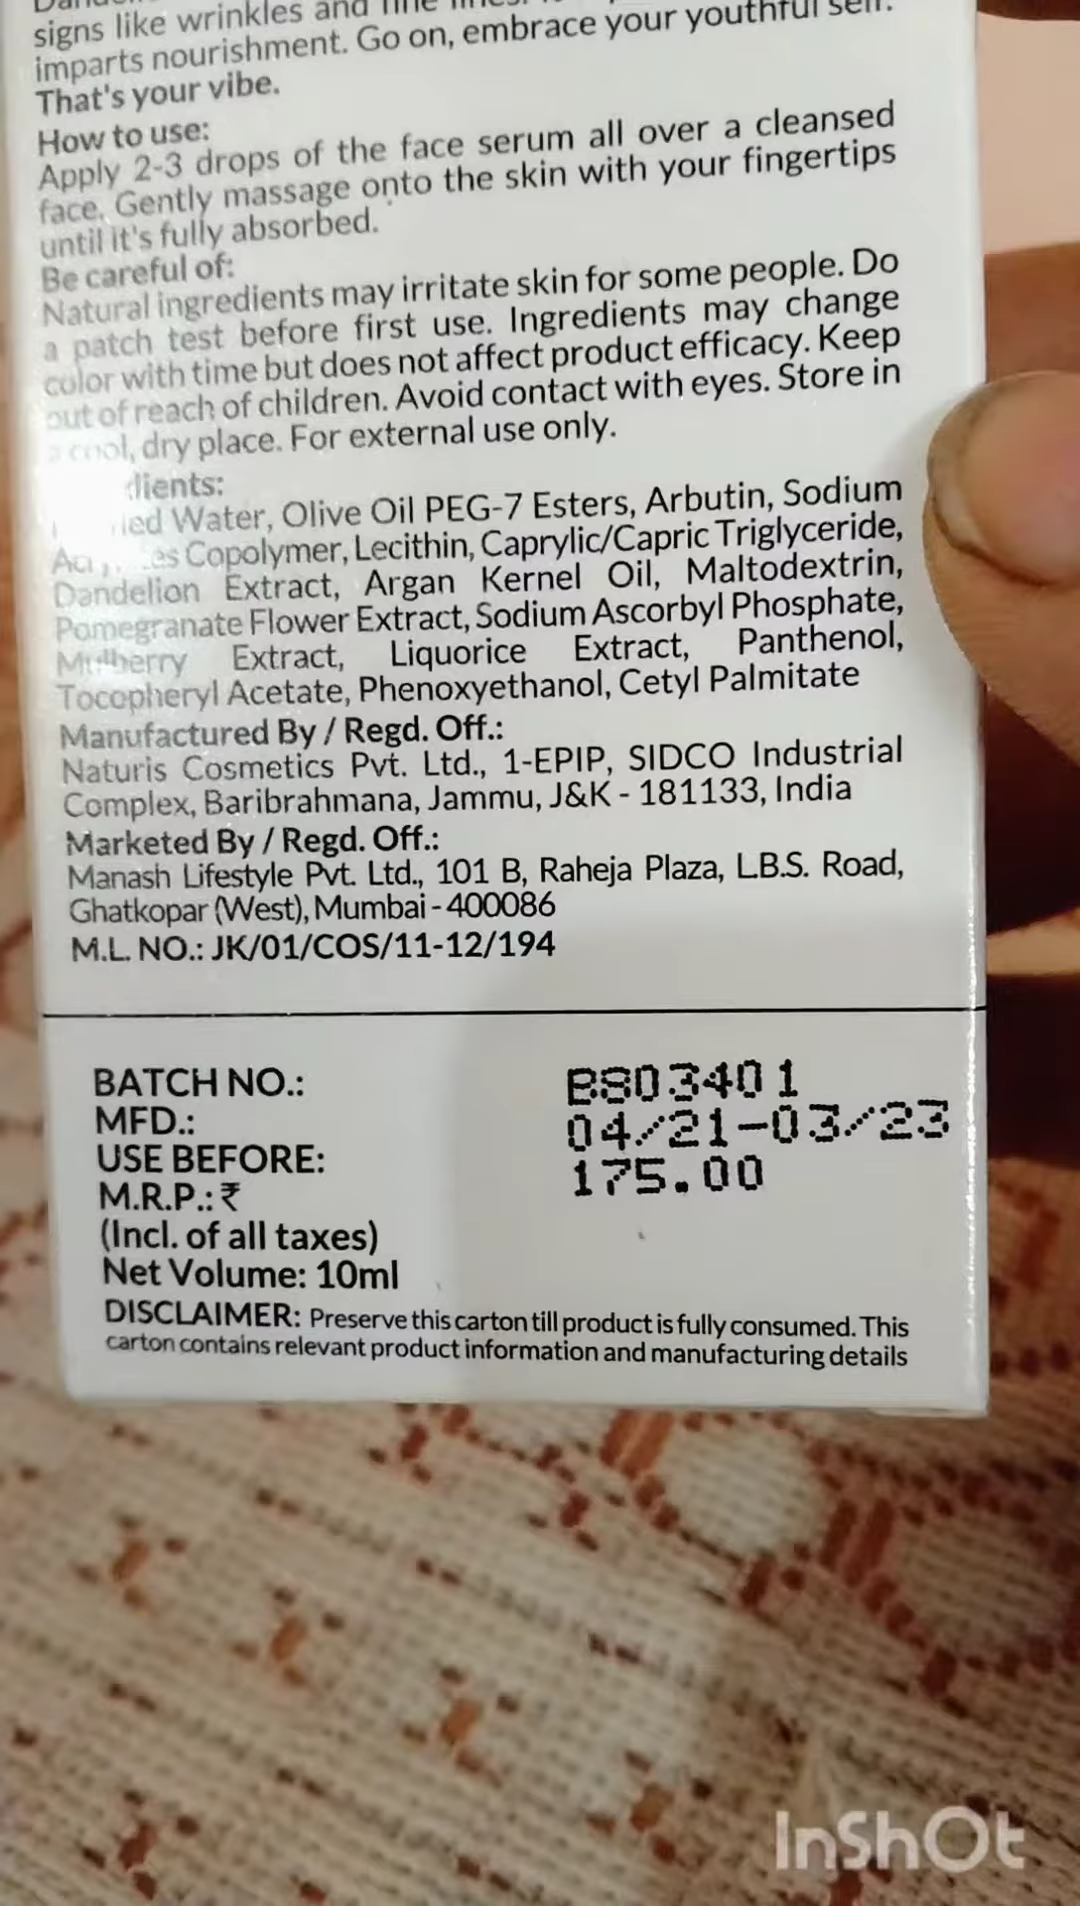 signs like wrinkles and fine
imparts nourishment. Go on, embrace your youthful self.
That's your vibe.
How to use:
Apply 2-3 drops of the face serum all over a cleansed
face. Gently massage onto the skin with your fingertips
until it's fully absorbed.
Be careful of:
Natural ingredients may irritate skin for some people. Do
a patch test before first use. Ingredients may change
color with time but does not affect product efficacy. Keep
out of reach of children. Avoid contact with eyes. Store in
a cool, dry place. For external use only.
Water, Olive Oil PEG-7 Esters, Arbutin, Sodium
Copolymer, Lecithin, Caprylic/Capric Triglyceride,
Dandelion Extract, Argan Kernel Oil, Maltodextrin,
Pomegranate Flower Extract, Sodium Ascorbyl Phosphate,
Mulberry Extract, Liquorice Extract, Panthenol,
Tocopheryl Acetate, Phenoxyethanol, Cetyl Palmitate
Manufactured By / Regd. Off.:
Naturis Cosmetics Pvt. Ltd., 1-EPIP, SIDCO Industrial
Complex, Baribrahmana, Jammu, J&K - 181133, India
Marketed By / Regd. Off.:
Manash Lifestyle Pvt. Ltd., 101 B, Raheja Plaza, L.B.S. Road,
Ghatkopar (West), Mumbai - 400086
M.L. NO.: JK/01/COS/11-12/194
BATCH NO.: B803401
MFD.: 04/21-03/23
USE BEFORE: 175.00
M.R.P.: ₹
(Incl. of all taxes)
Net Volume: 10ml
DISCLAIMER: Preserve this carton till product is fully consumed. This
carton contains relevant product information and manufacturing details
InShOt